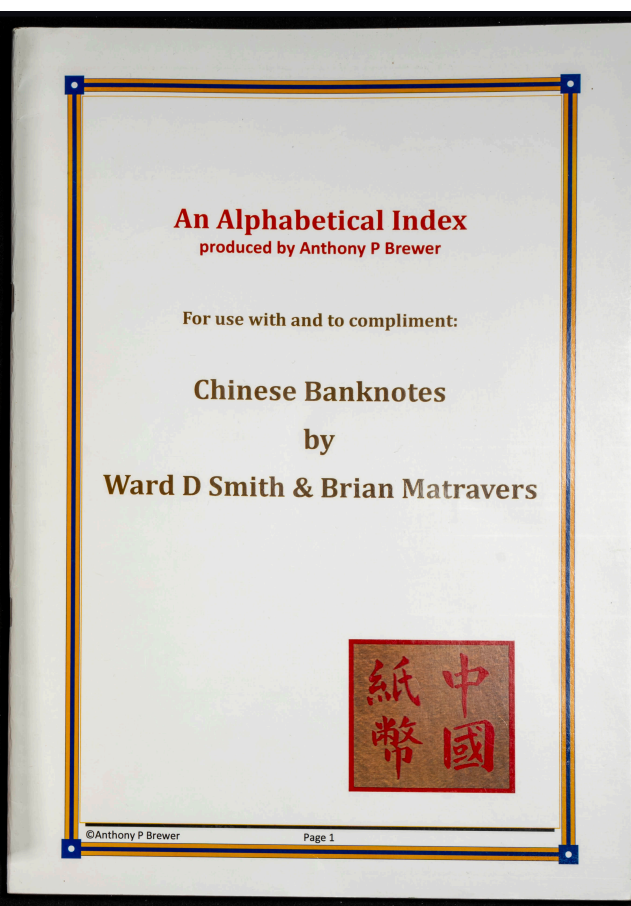 An Alphabetical Index
produced by Anthony P Brewer
For use with and to compliment:
Chinese Banknotes
by
Ward D Smith & Brian Matravers
中國
紙幣
©Anthony P Brewer
Page 1